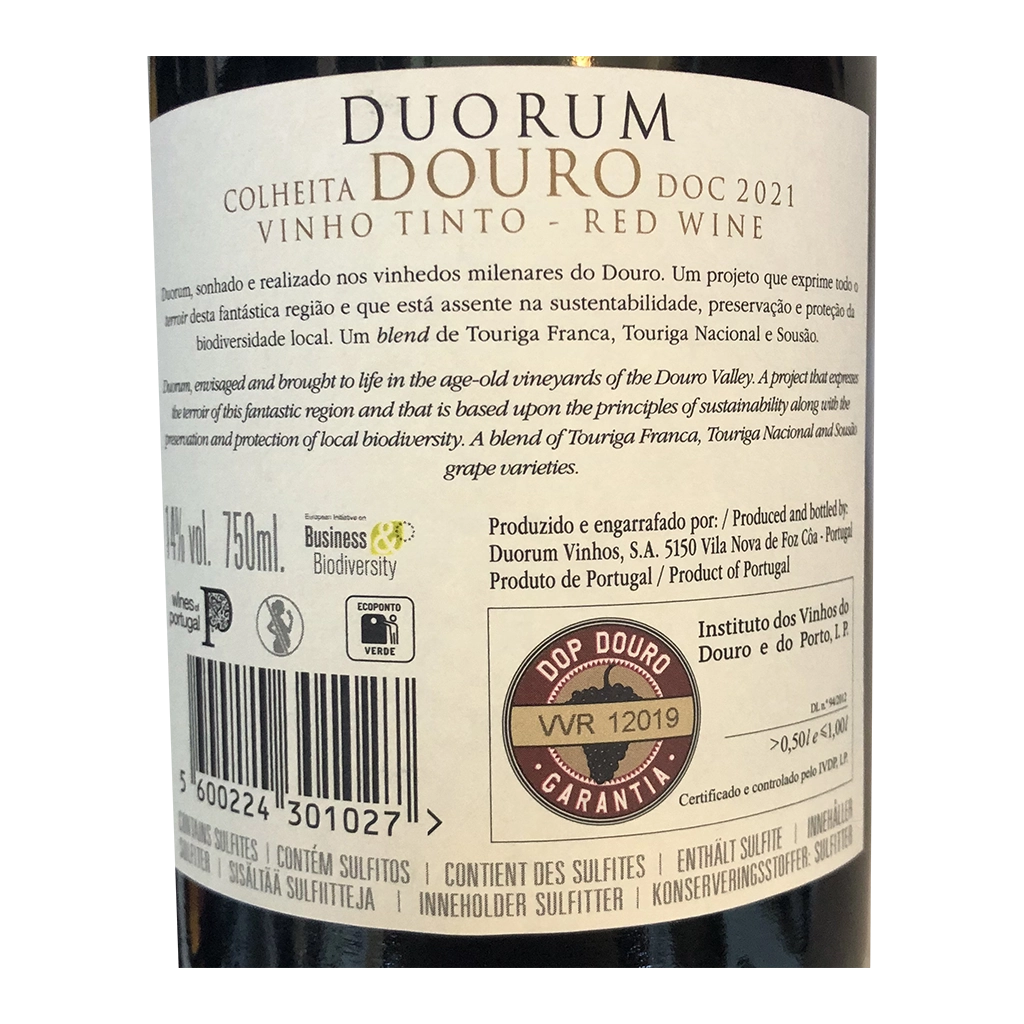 DUORUM
COLHEITA DOURO DOC 2021
VINHO TINTO - RED WINE
Duorum, sonhado e realizado nos vinhedos milenares do Douro. Um projeto que exprime todo o
terroir desta fantástica região e que está assente na sustentabilidade, preservação e proteção da
biodiversidade local. Um blend de Touriga Franca, Touriga Nacional e Sousão.
Duorum, envisaged and brought to life in the age-old vineyards of the Douro Valley. A project that expresses
the terroir of this fantastic region and that is based upon the principles of sustainability along with the
preservation and protection of local biodiversity. A blend of Touriga Franca, Touriga Nacional and Sousão
grape varieties.
14% vol. 750ml.
European Initiative on
Business &
Biodiversity
wines of
portugal
ECOPONTO
VERDE
5 600224 301027 >
Produzido e engarrafado por: / Produced and bottled by:
Duorum Vinhos, S.A. 5150 Vila Nova de Foz Côa - Portugal
Produto de Portugal / Product of Portugal
DOP DOURO
VVR 12019
GARANTIA
Instituto dos Vinhos do
Douro e do Porto, I. P.
DL n.º 94/2012
>0,50l e ≤1,00l
Certificado e controlado pelo IVDP, I.P.
CONTAINS SULFITES | CONTÉM SULFITOS | CONTIENT DES SULFITES | ENTHÄLT SULFITE | INNEHÅLLER
SULFITER | SISÄLTÄÄ SULFIITTEJA | INNEHOLDER SULFITTER | KONSERVERINGSSTOFFER: SULFITTER